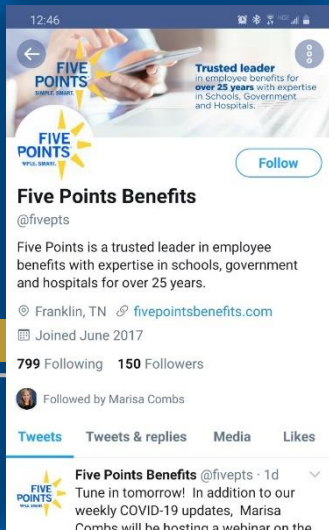 12:46
FIVE
POINTS
SIMPLE. SMART.
Trusted leader
in employee benefits for
over 25 years with expertise
in Schools, Government
and Hospitals.
FIVE
POINTS
Follow
Five Points Benefits
@fivepts
Five Points is a trusted leader in employee
benefits with expertise in schools, government
and hospitals for over 25 years.
Franklin, TN fivepointsbenefits.com
Joined June 2017
799 Following 150 Followers
Followed by Marisa Combs
Tweets Tweets & replies Media Likes
FIVE
POINTS
Five Points Benefits @fivepts · 1d
Tune in tomorrow! In addition to our
weekly COVID-19 updates, Marisa
Combs will be hosting a webinar on the